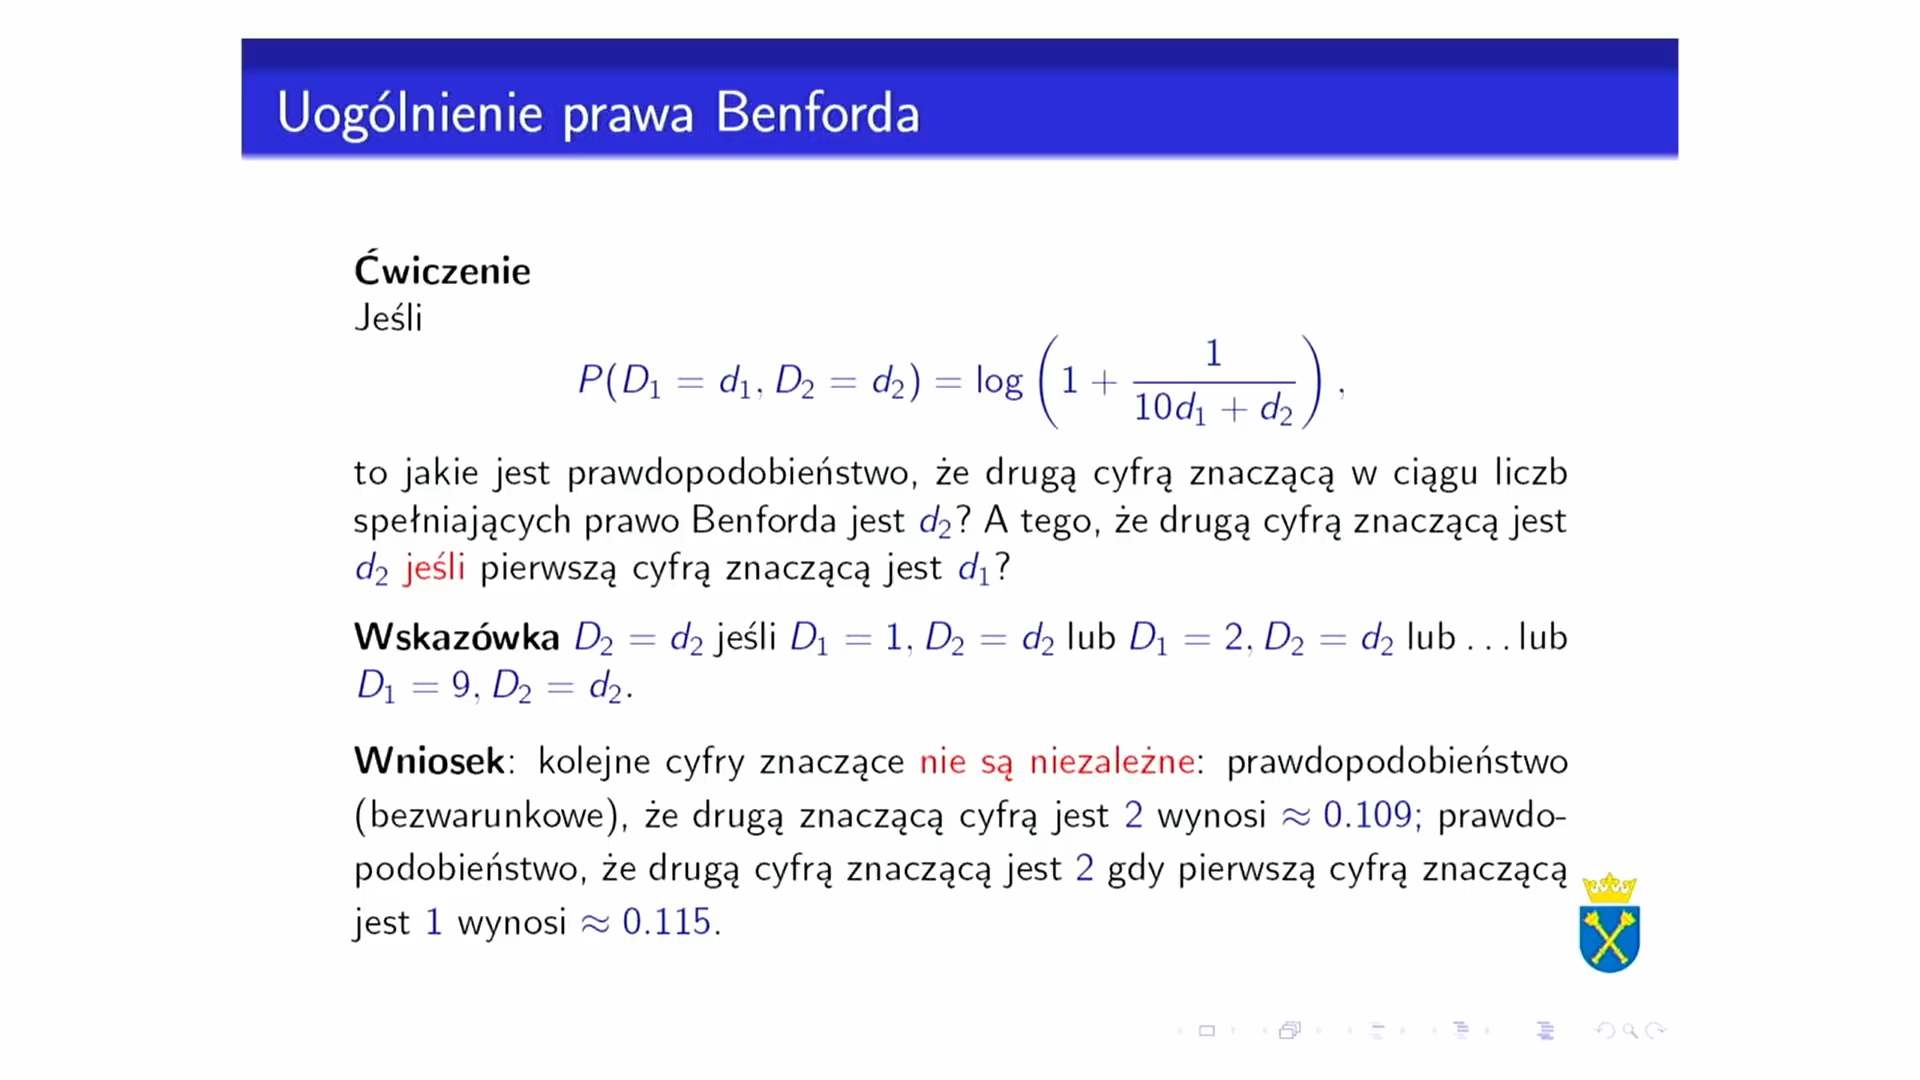 Uogólnienie prawa Benforda
Ćwiczenie
Jeśli
P(D₁ = d₁, D₂ = d₂) = log (1 + 1/(10d₁ + d₂)),
to jakie jest prawdopodobieństwo, że drugą cyfrą znaczącą w ciągu liczb
spełniających prawo Benforda jest d₂? A tego, że drugą cyfrą znaczącą jest
d₂ jeśli pierwszą cyfrą znaczącą jest d₁?
Wskazówka D₂ = d₂ jeśli D₁ = 1, D₂ = d₂ lub D₁ = 2, D₂ = d₂ lub ... lub
D₁ = 9, D₂ = d₂.
Wniosek: kolejne cyfry znaczące nie są niezależne: prawdopodobieństwo
(bezwarunkowe), że drugą znaczącą cyfrą jest 2 wynosi ≈ 0.109; prawdo-
podobieństwo, że drugą cyfrą znaczącą jest 2 gdy pierwszą cyfrą znaczącą
jest 1 wynosi ≈ 0.115.